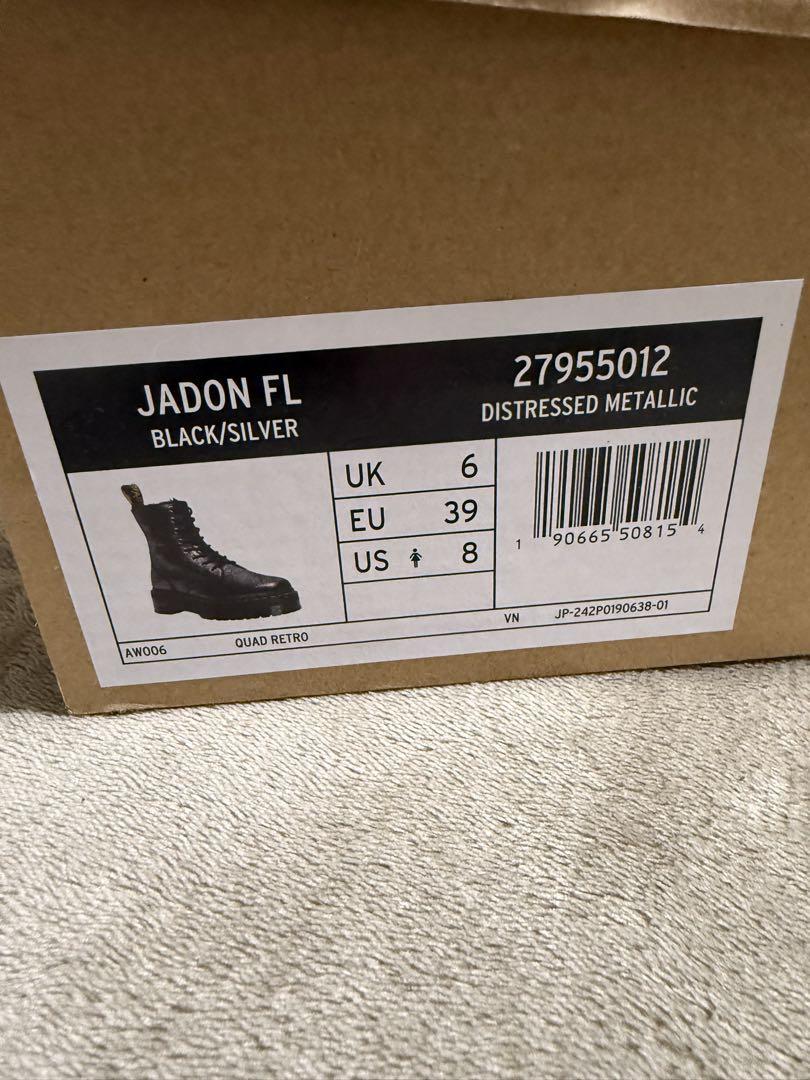 JADON FL
BLACK/SILVER
27955012
DISTRESSED METALLIC
UK 6
EU 39
US 8
1 90665 50815 4
AW006
QUAD RETRO
VN
JP-242P0190638-01